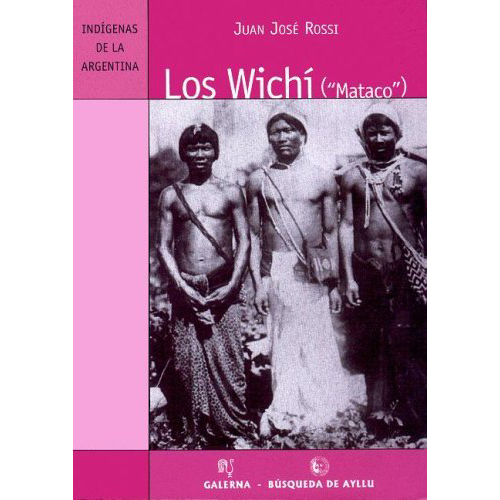 INDÍGENAS
DE LA
ARGENTINA
JUAN JOSÉ ROSSI
Los Wichí ("Mataco")
GALERNA - BÚSQUEDA DE AYLLU